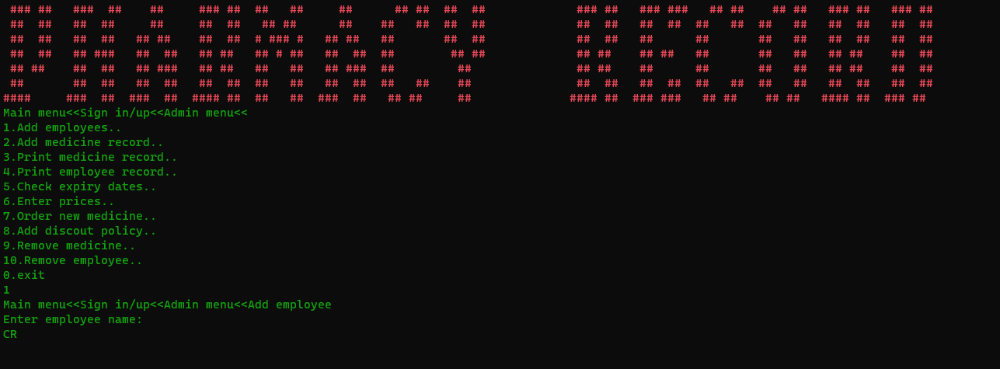 PHARMACY RECORD
Main menu<<Sign in/up<<Admin menu<<
1.Add employees..
2.Add medicine record..
3.Print medicine record..
4.Print employee record..
5.Check expiry dates..
6.Enter prices..
7.Order new medicine..
8.Add discout policy..
9.Remove medicine..
10.Remove employee..
0.exit
1
Main menu<<Sign in/up<<Admin menu<<Add employee
Enter employee name:
CR